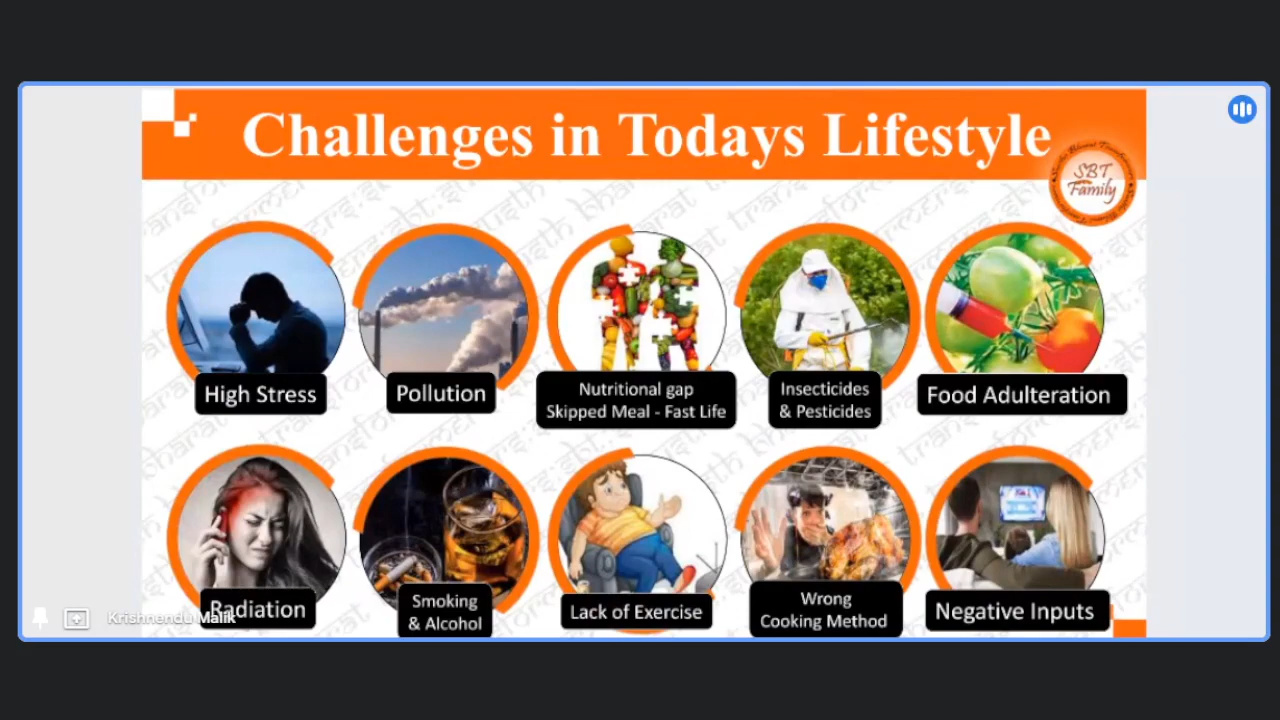 Challenges in Todays Lifestyle
SBT
Family
High Stress
Pollution
Nutritional gap
Skipped Meal - Fast Life
Insecticides
& Pesticides
Food Adulteration
Radiation
Smoking
& Alcohol
Lack of Exercise
Wrong
Cooking Method
Negative Inputs
Krishnendu Malik